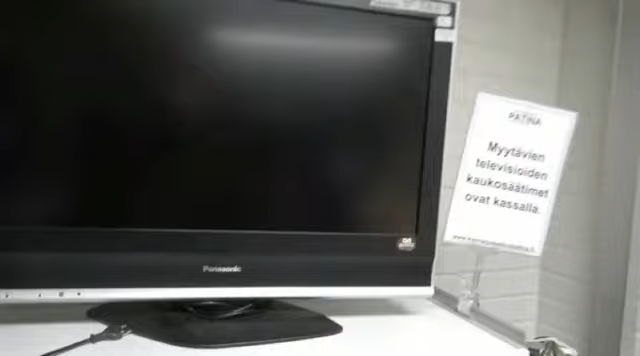 PATINA
Myytävien
televisioiden
kaukosäätimet
ovat kassalla.
Panasonic